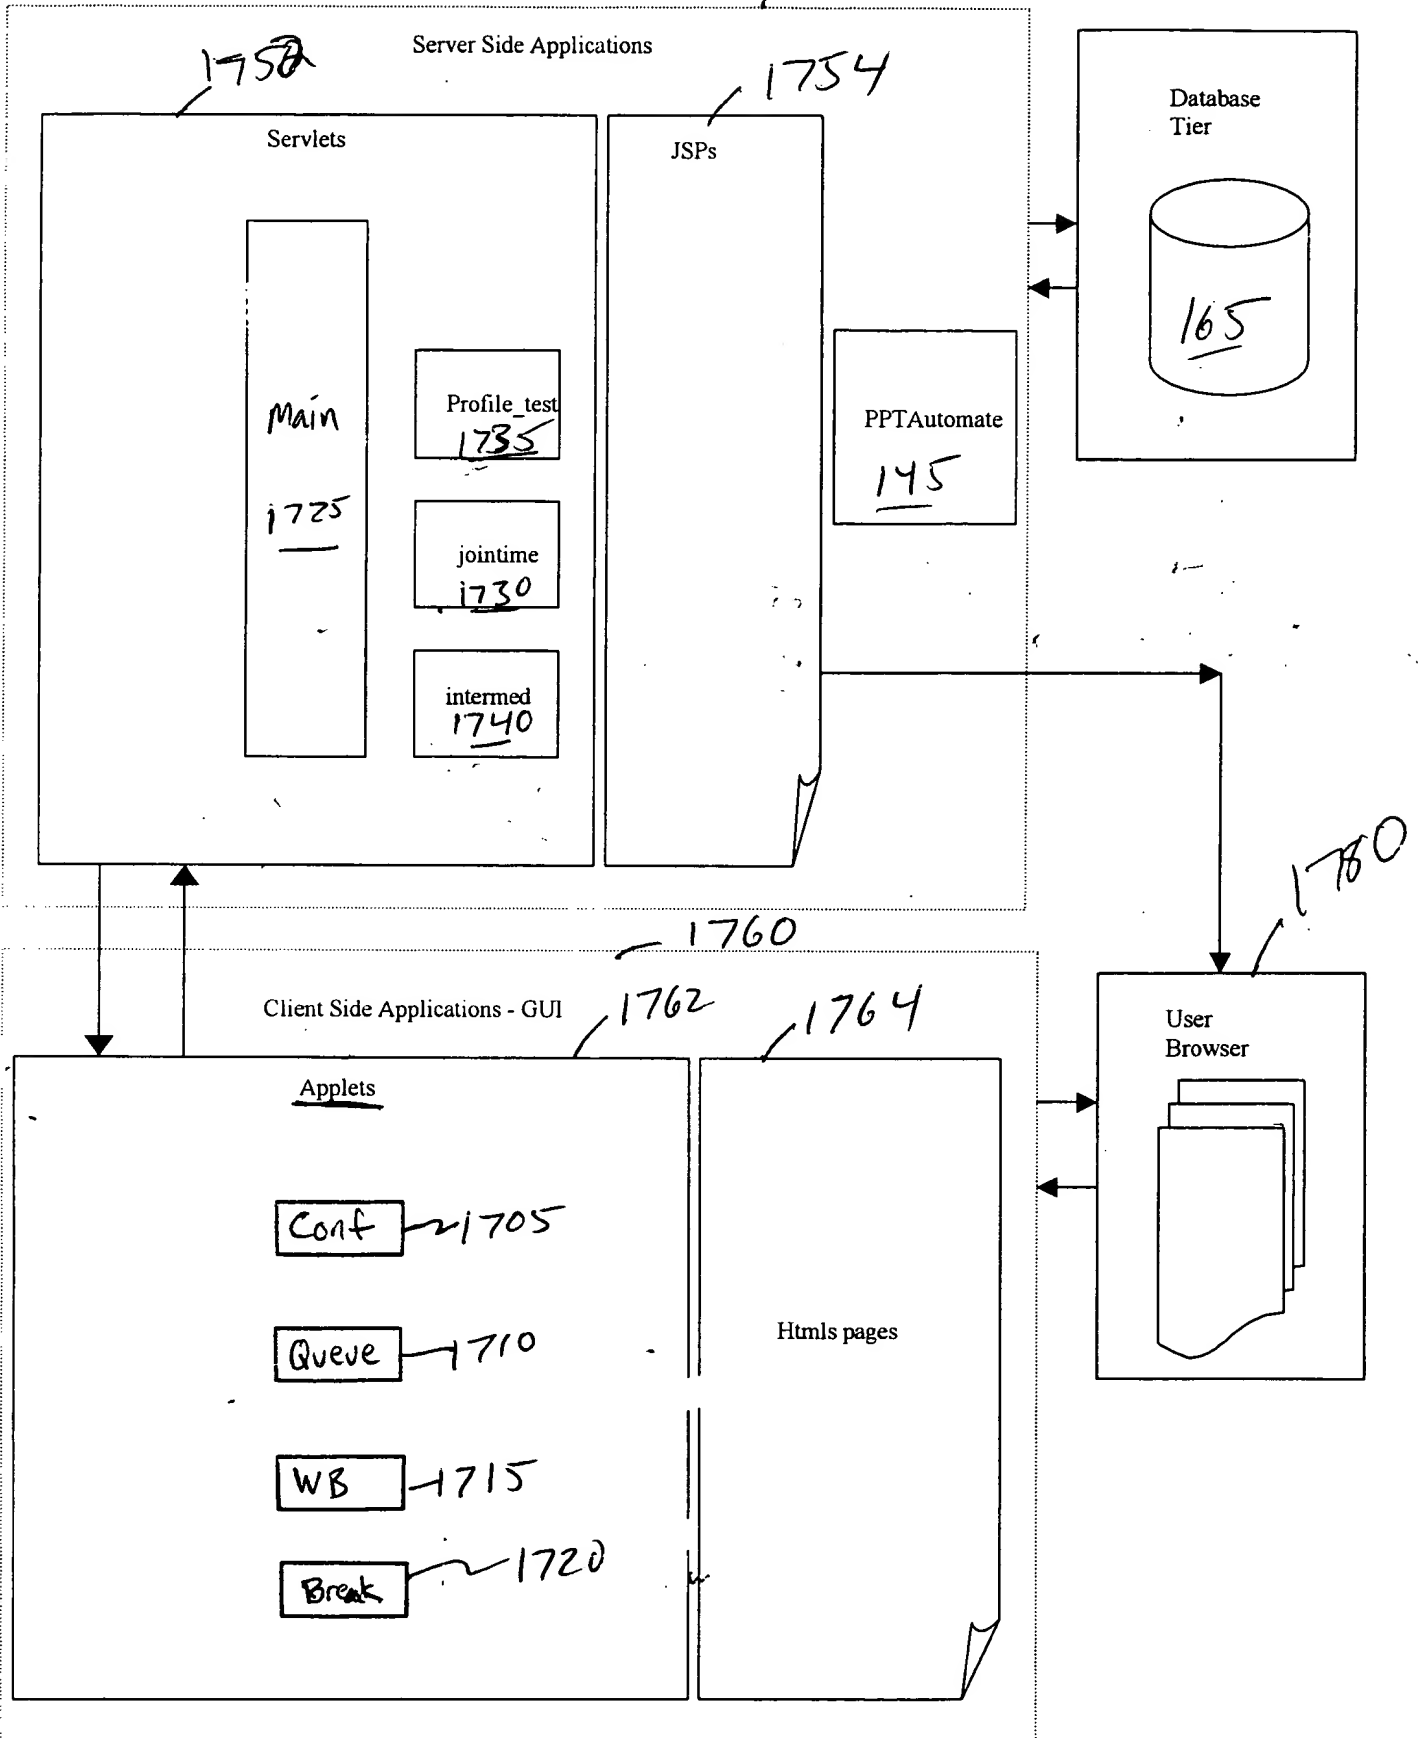 Server Side Applications
1752
1754
Servlets
JSPs
Database
Tier
165
Main
1725
Profile_test
1735
jointime
1730
intermed
1740
PPTAutomate
145
1780
1760
Client Side Applications - GUI
1762
1764
User
Browser
Applets
Conf
1705
Queue
1710
WB
1715
Break
1720
Htmls pages